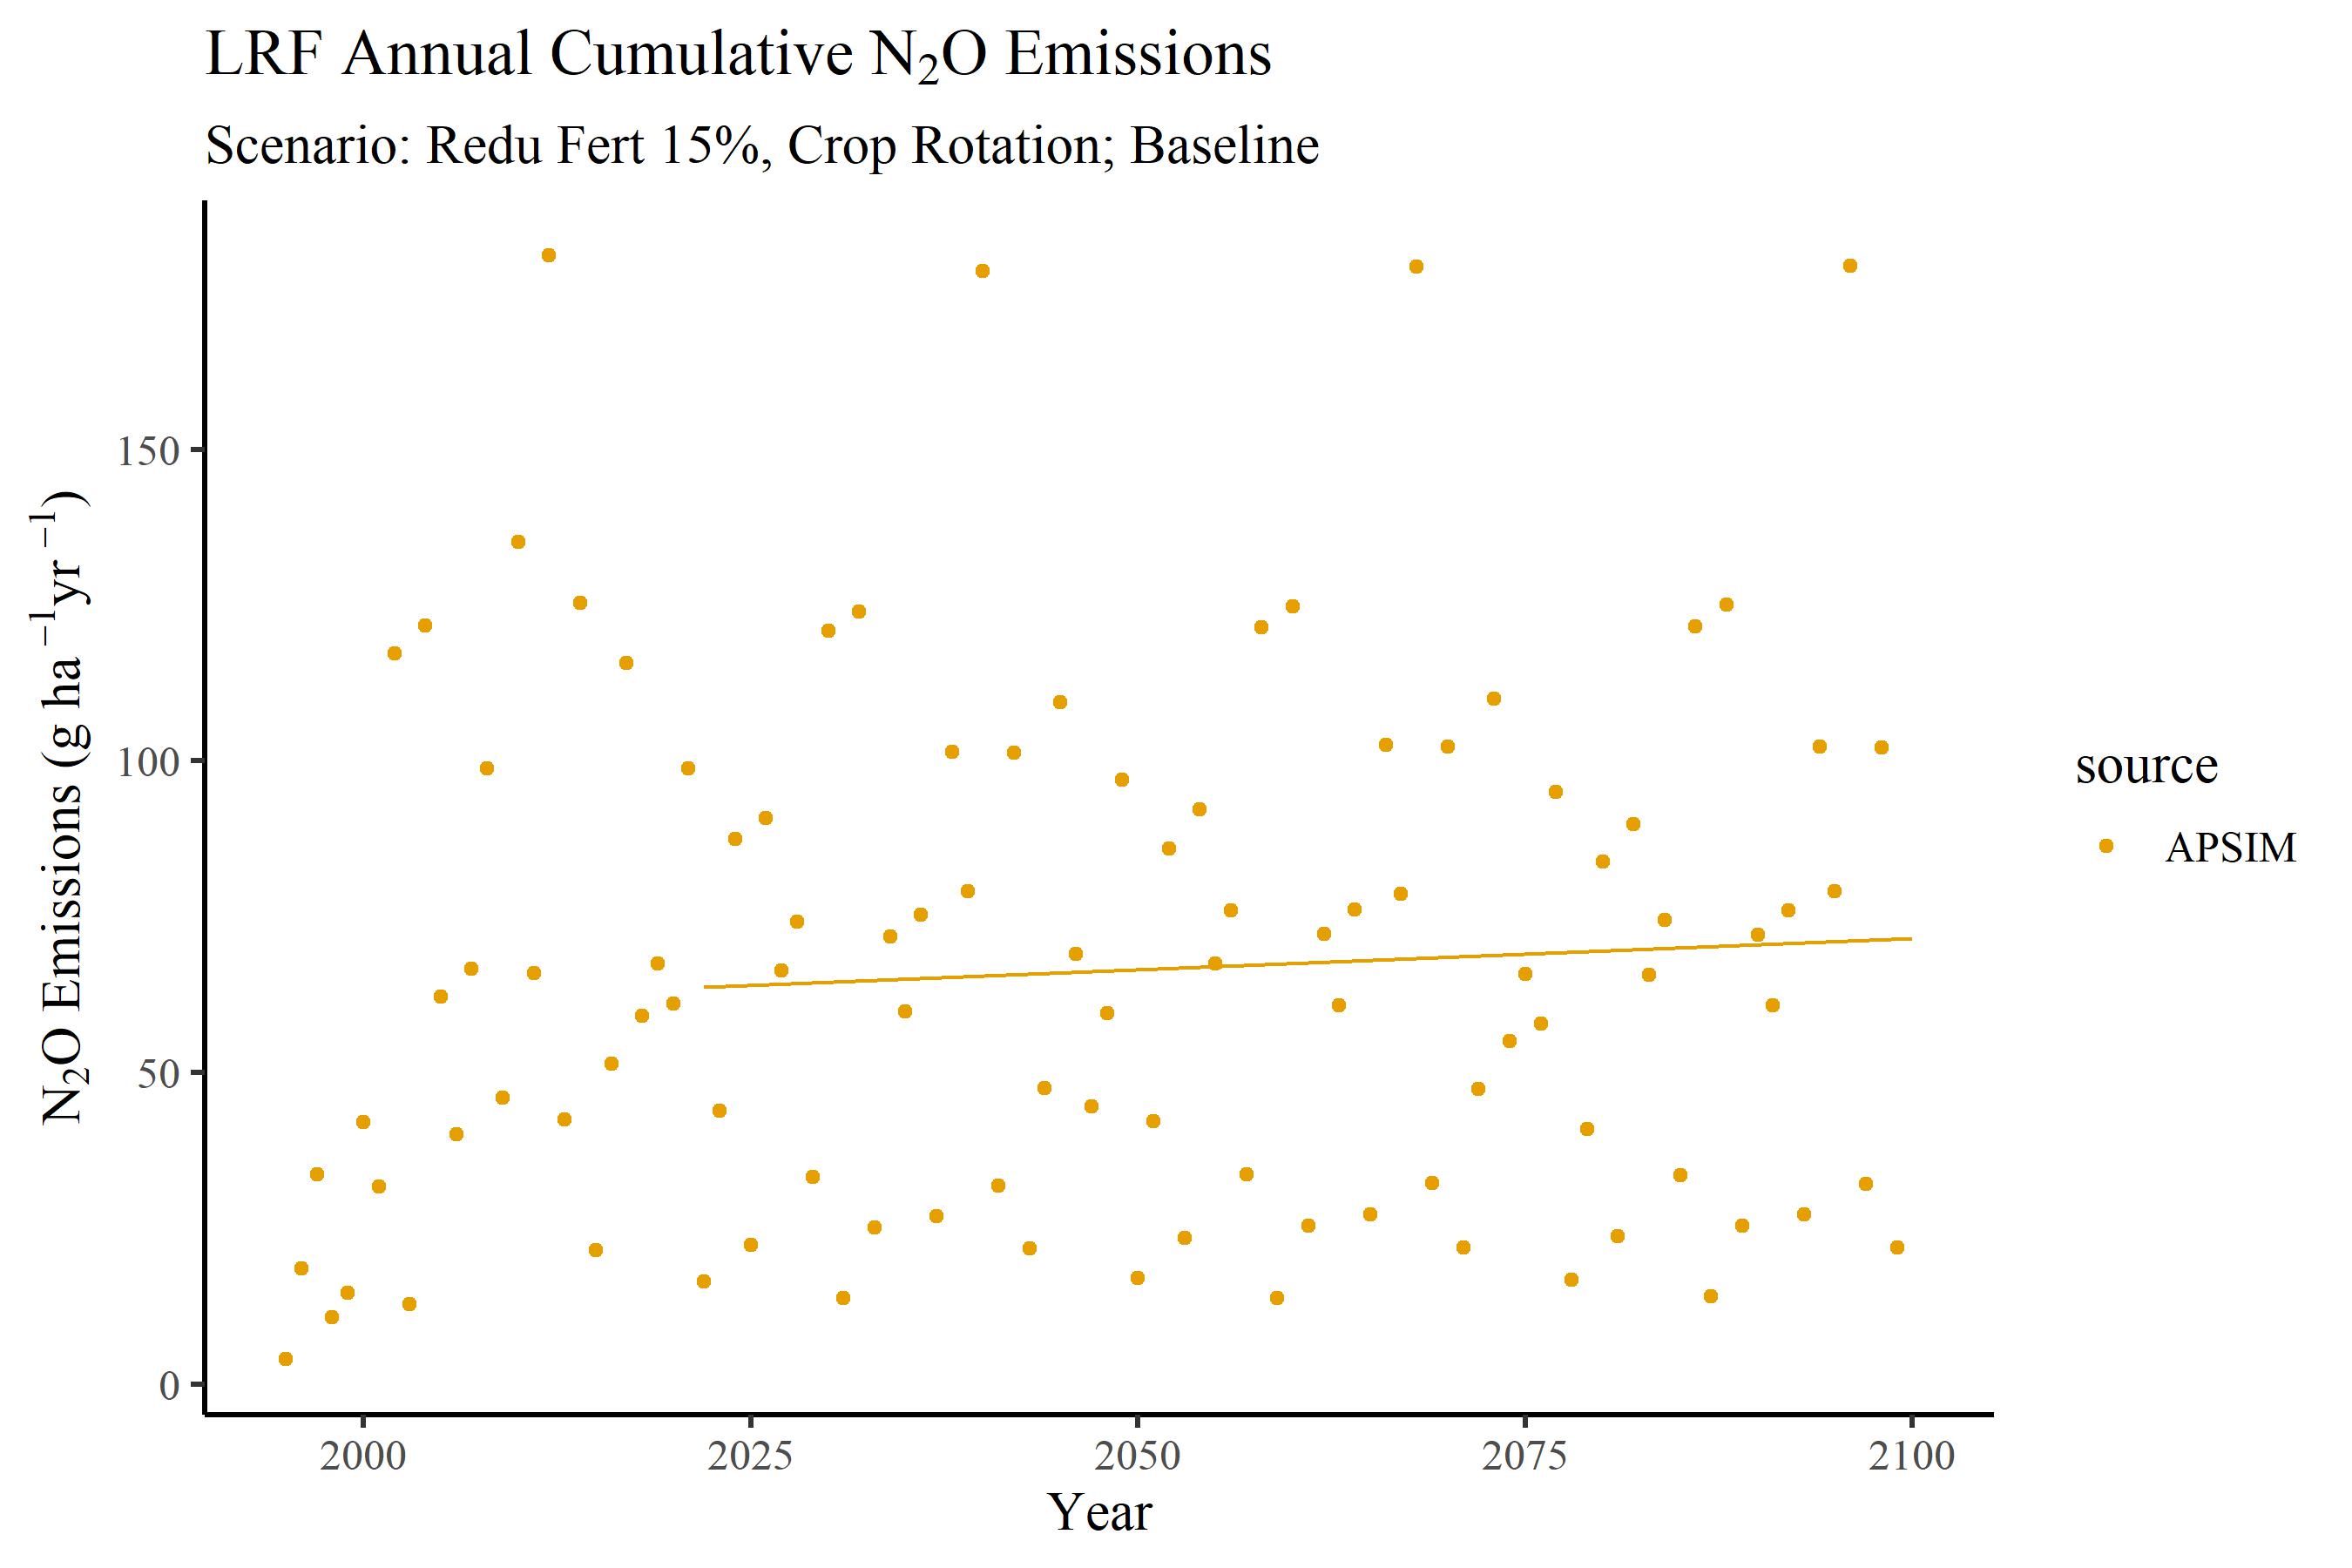 LRF Annual Cumulative N₂O Emissions
Scenario: Redu Fert 15%, Crop Rotation; Baseline
N₂O Emissions (g ha⁻¹yr⁻¹)
150
100
50
0
2000 2025 2050 2075 2100
Year
source
APSIM